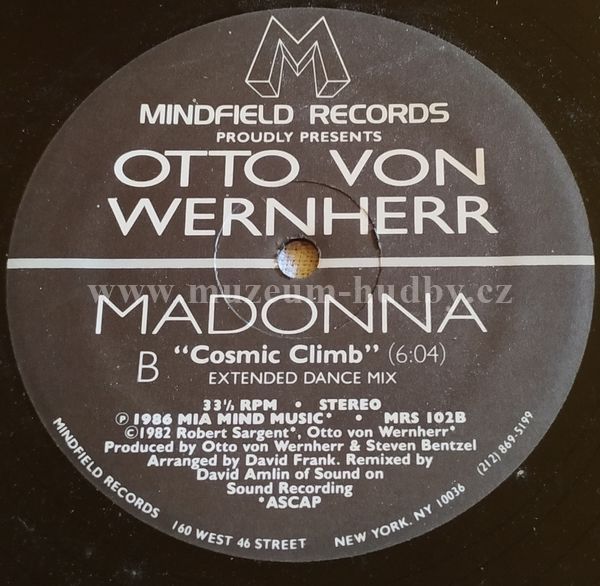 M
MINDFIELD RECORDS
PROUDLY PRESENTS
OTTO VON
WERNHERR
www.muzeum-hudby.cz
MADONNA
B "Cosmic Climb" (6:04)
EXTENDED DANCE MIX
33⅓ RPM • STEREO
℗ 1986 MIA MIND MUSIC* • MRS 102B
©1982 Robert Sargent*, Otto von Wernherr*
Produced by Otto von Wernherr & Steven Bentzel
Arranged by David Frank. Remixed by
David Amlin of Sound on
Sound Recording
*ASCAP
MINDFIELD RECORDS 160 WEST 46 STREET NEW YORK. NY 10036 (212) 869-5199